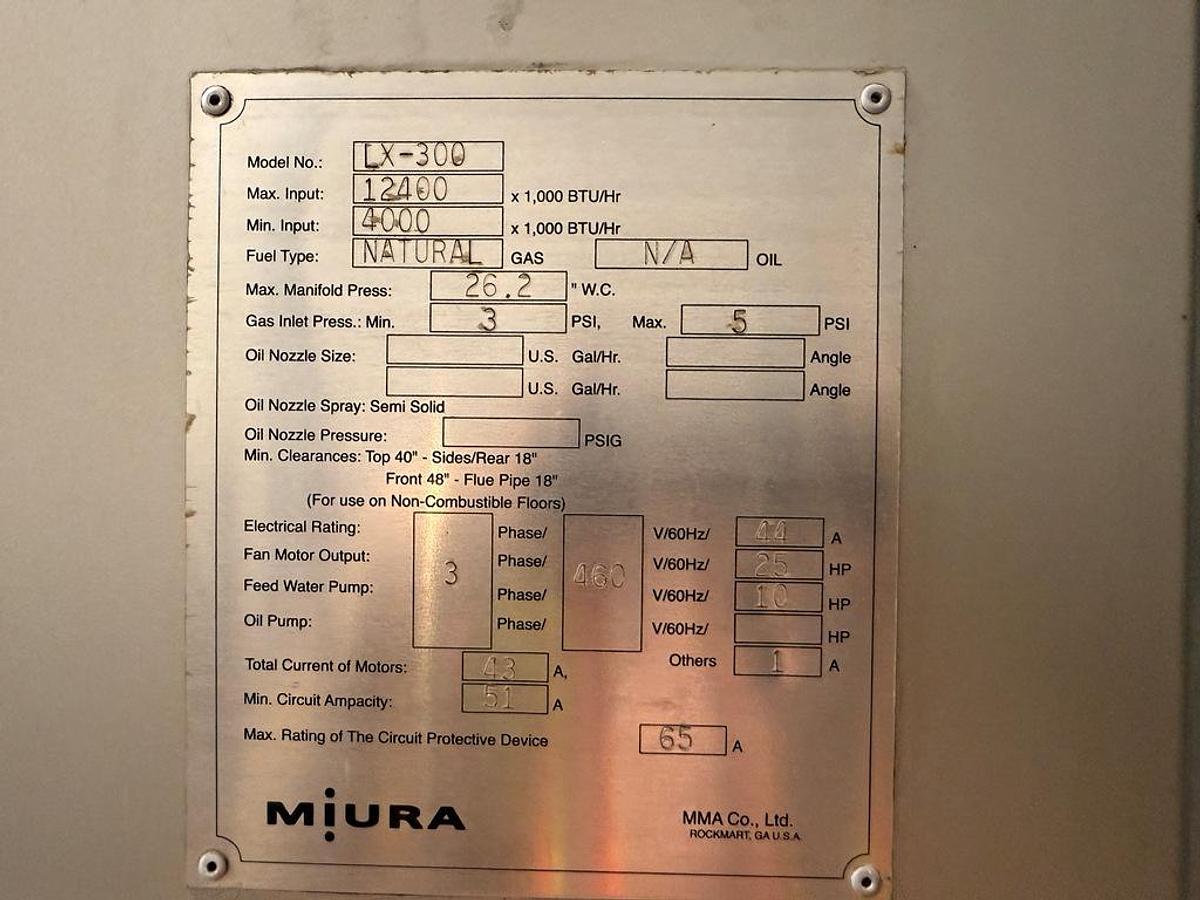 Model No.: LX-300
Max. Input: 12400 x 1,000 BTU/Hr
Min. Input: 4000 x 1,000 BTU/Hr
Fuel Type: NATURAL GAS N/A OIL
Max. Manifold Press: 26.2 " W.C.
Gas Inlet Press.: Min. 3 PSI, Max. 5 PSI
Oil Nozzle Size: U.S. Gal/Hr. Angle
U.S. Gal/Hr. Angle
Oil Nozzle Spray: Semi Solid
Oil Nozzle Pressure: PSIG
Min. Clearances: Top 40" - Sides/Rear 18"
Front 48" - Flue Pipe 18"
(For use on Non-Combustible Floors)
Electrical Rating: Phase/ V/60Hz/ 44 A
Fan Motor Output: 3 Phase/ 460 V/60Hz/ 25 HP
Feed Water Pump: Phase/ V/60Hz/ 10 HP
Oil Pump: Phase/ V/60Hz/ HP
Total Current of Motors: 43 A, Others 1 A
Min. Circuit Ampacity: 51 A
Max. Rating of The Circuit Protective Device 65 A
MIURA MMA Co., Ltd.
ROCKMART, GA U.S.A.